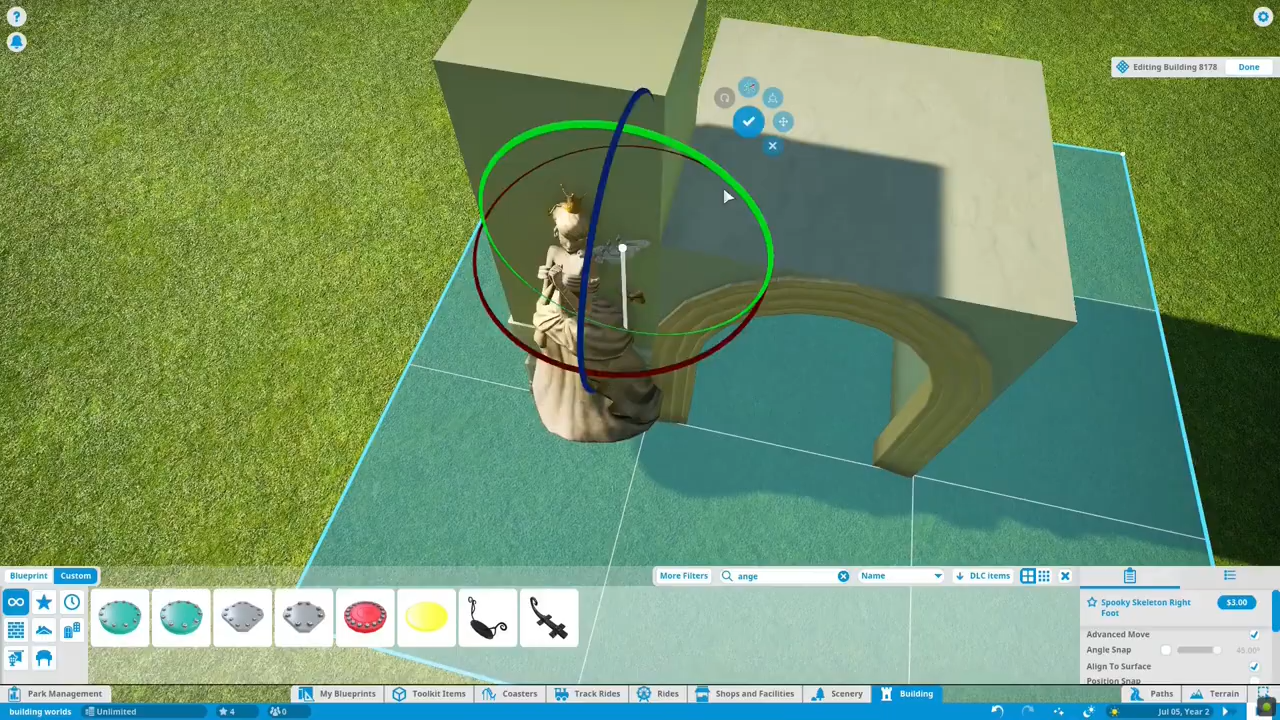 ?
Editing Building 8178 Done
Blueprint Custom More Filters ange Name DLC items
Spooky Skeleton Right $3.00
Foot
Advanced Move
Angle Snap 45.00°
Align To Surface
Position Snap
Park Management My Blueprints Toolkit Items Coasters Track Rides Rides Shops and Facilities Scenery Building Paths Terrain
building worlds Unlimited 4 0 Jul 05, Year 2